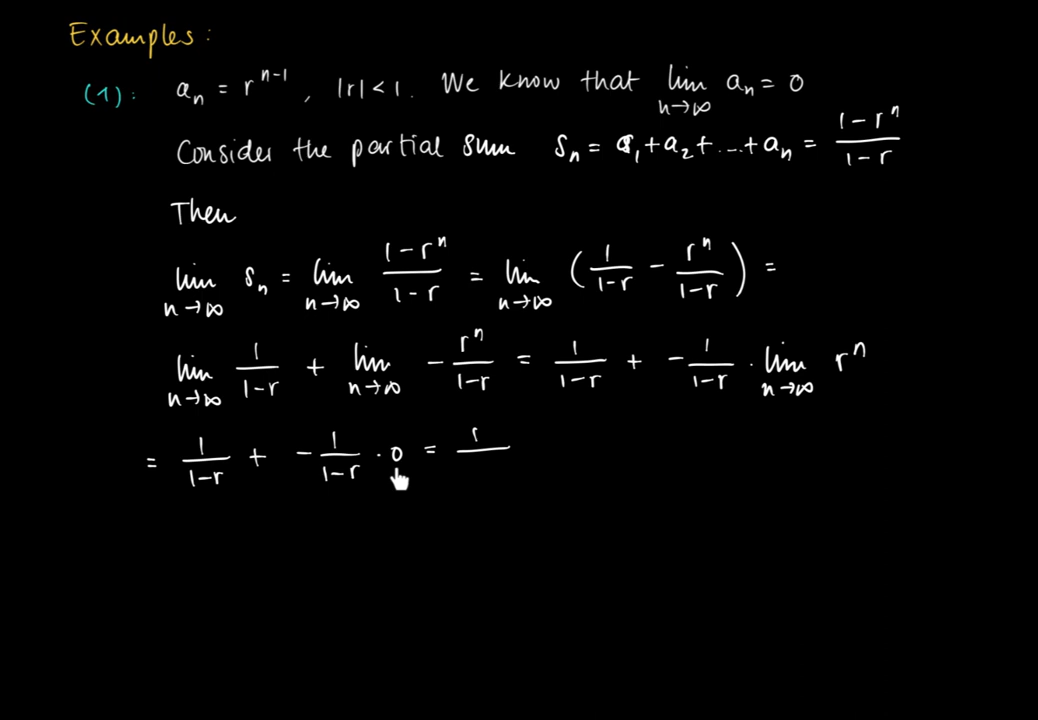 Examples:
(1): aₙ = rⁿ⁻¹, |r| < 1. We know that lim_{n→∞} aₙ = 0
Consider the partial sum sₙ = a₁ + a₂ + ... + aₙ = (1 - rⁿ)/(1 - r)
Then
lim_{n→∞} sₙ = lim_{n→∞} (1 - rⁿ)/(1 - r) = lim_{n→∞} (1/(1 - r) - rⁿ/(1 - r)) =
lim_{n→∞} 1/(1 - r) + lim_{n→∞} - rⁿ/(1 - r) = 1/(1 - r) + - 1/(1 - r) · lim_{n→∞} rⁿ
= 1/(1 - r) + - 1/(1 - r) · 0 = 1/